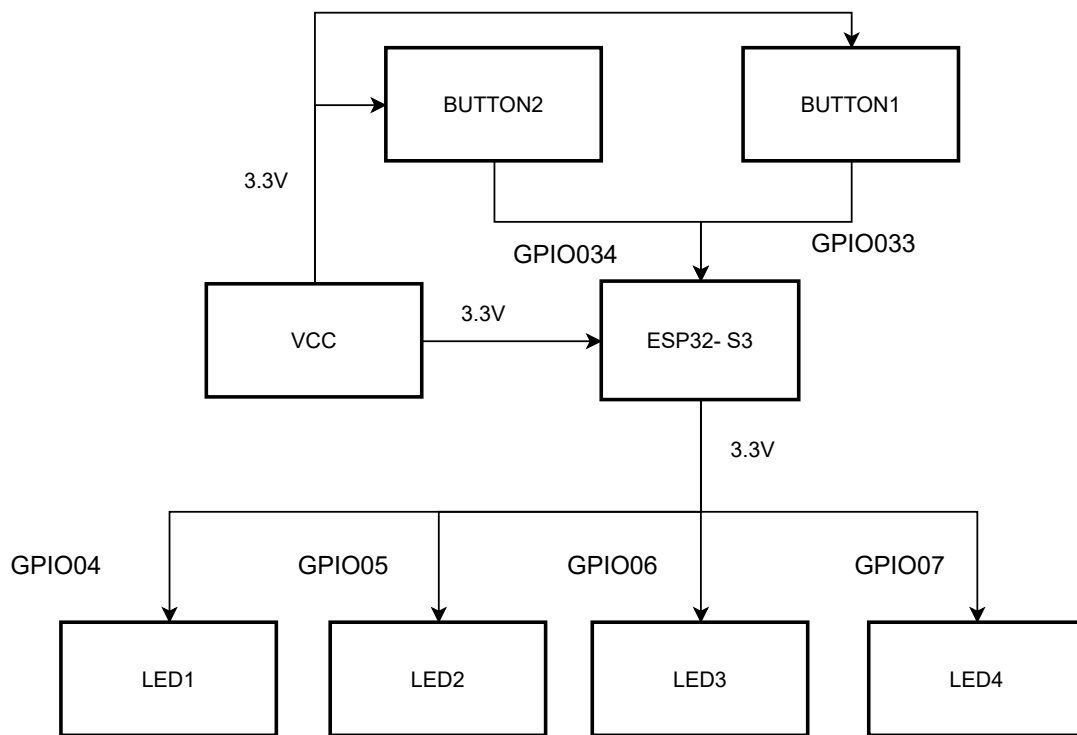 BUTTON2
BUTTON1
3.3V
GPIO034
GPIO033
VCC
3.3V
ESP32- S3
3.3V
GPIO04
GPIO05
GPIO06
GPIO07
LED1
LED2
LED3
LED4